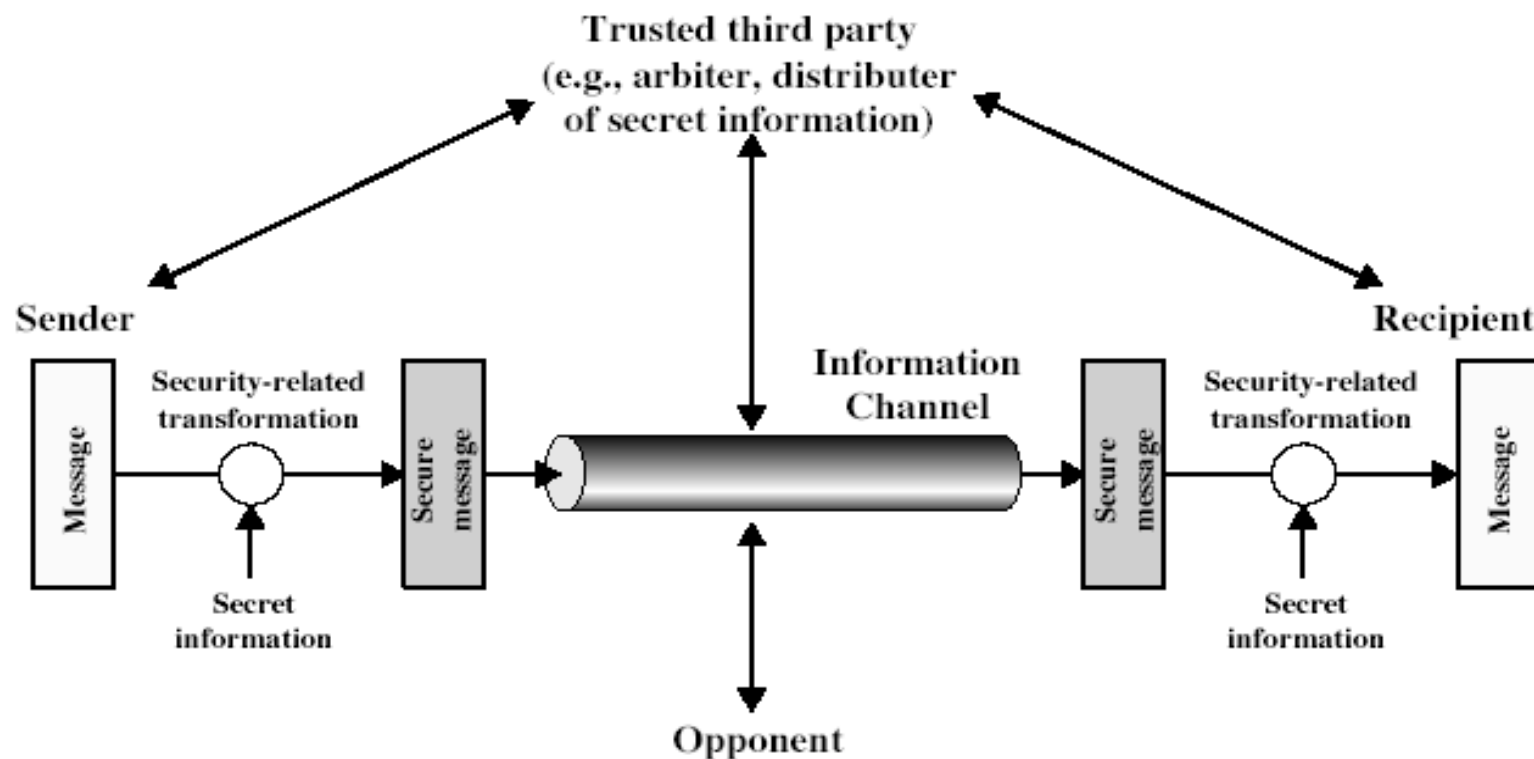 Trusted third party
(e.g., arbiter, distributer
of secret information)
Sender
Recipient
Information
Channel
Security-related
transformation
Security-related
transformation
Message
Secure
message
Secure
message
Message
Secret
information
Secret
information
Opponent